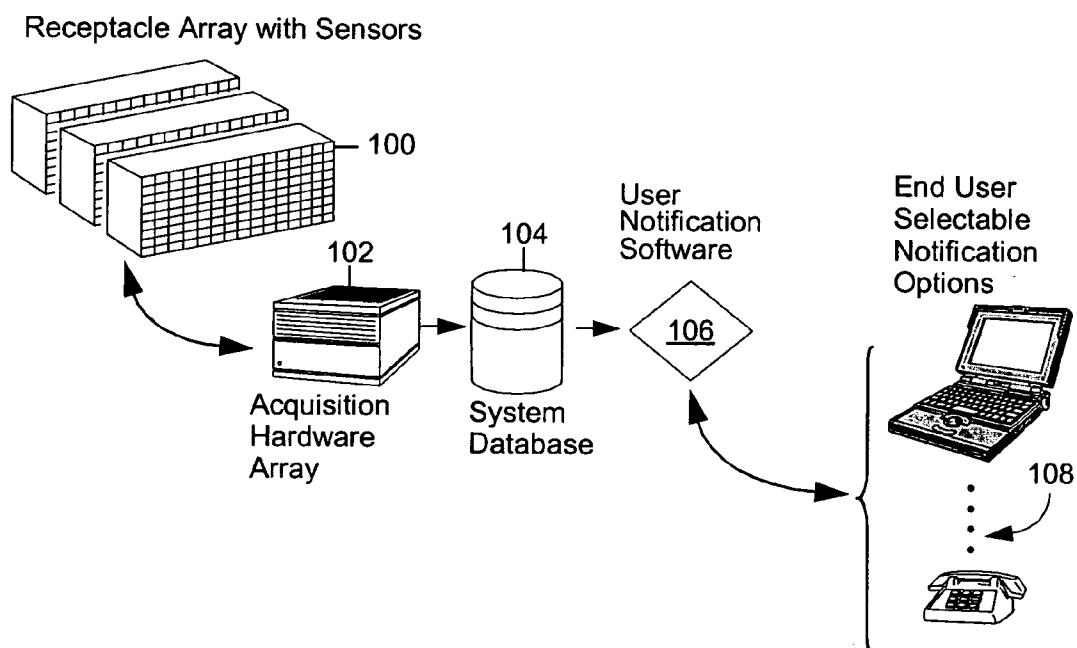 Receptacle Array with Sensors
100
102
Acquisition
Hardware
Array
104
System
Database
User
Notification
Software
106
End User
Selectable
Notification
Options
108